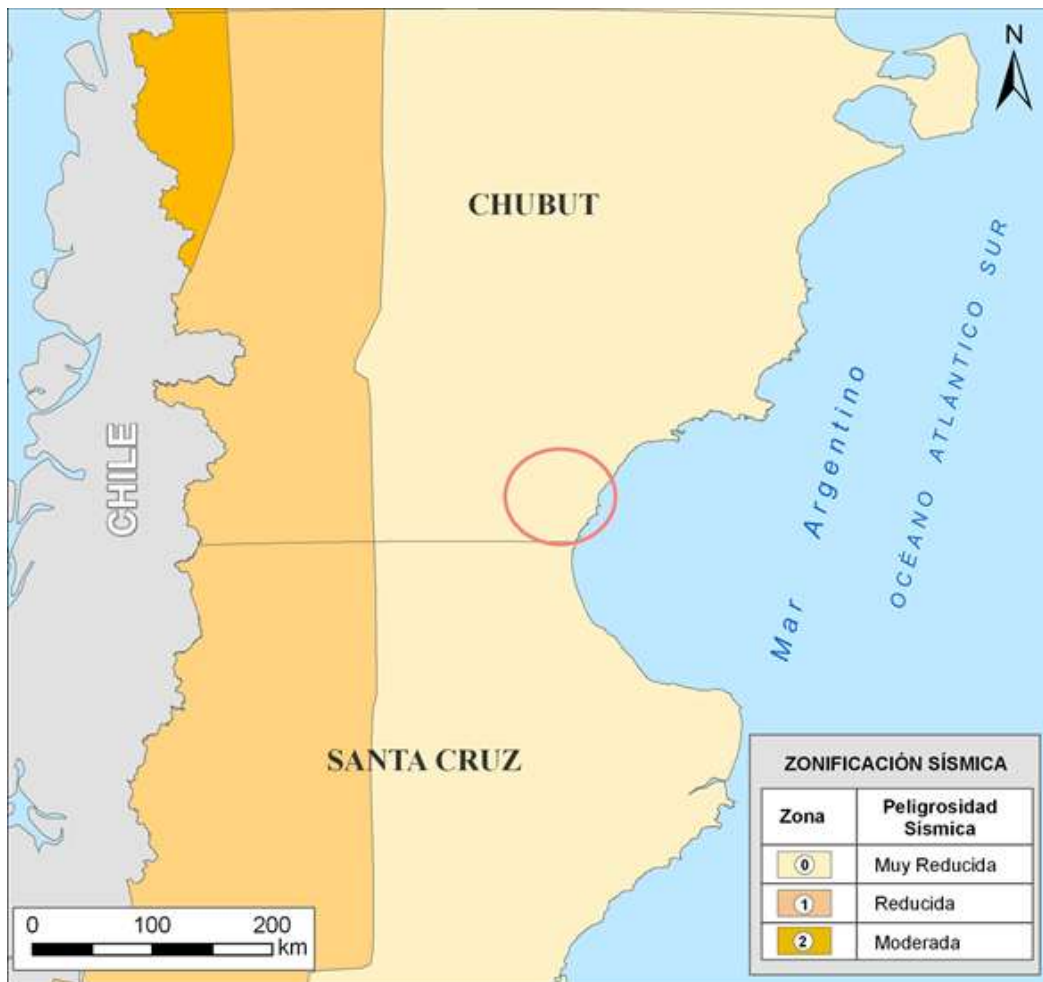 N
CHUBUT
CHILE
Mar Argentino
OCÉANO ATLÁNTICO SUR
SANTA CRUZ
ZONIFICACIÓN SÍSMICA
Zona
Peligrosidad
Sísmica
0
Muy Reducida
1
Reducida
2
Moderada
0 100 200
km